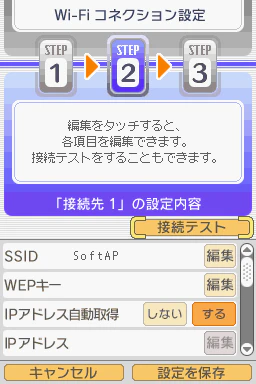 Wi-Fi コネクション設定
STEP 1
STEP 2
STEP 3
編集をタッチすると、
各項目を編集できます。
接続テストをすることもできます。
「接続先 1」の設定内容
接続テスト
SSID SoftAP 編集
WEPキー 編集
IPアドレス自動取得 しない する
IPアドレス 編集
キャンセル 設定を保存